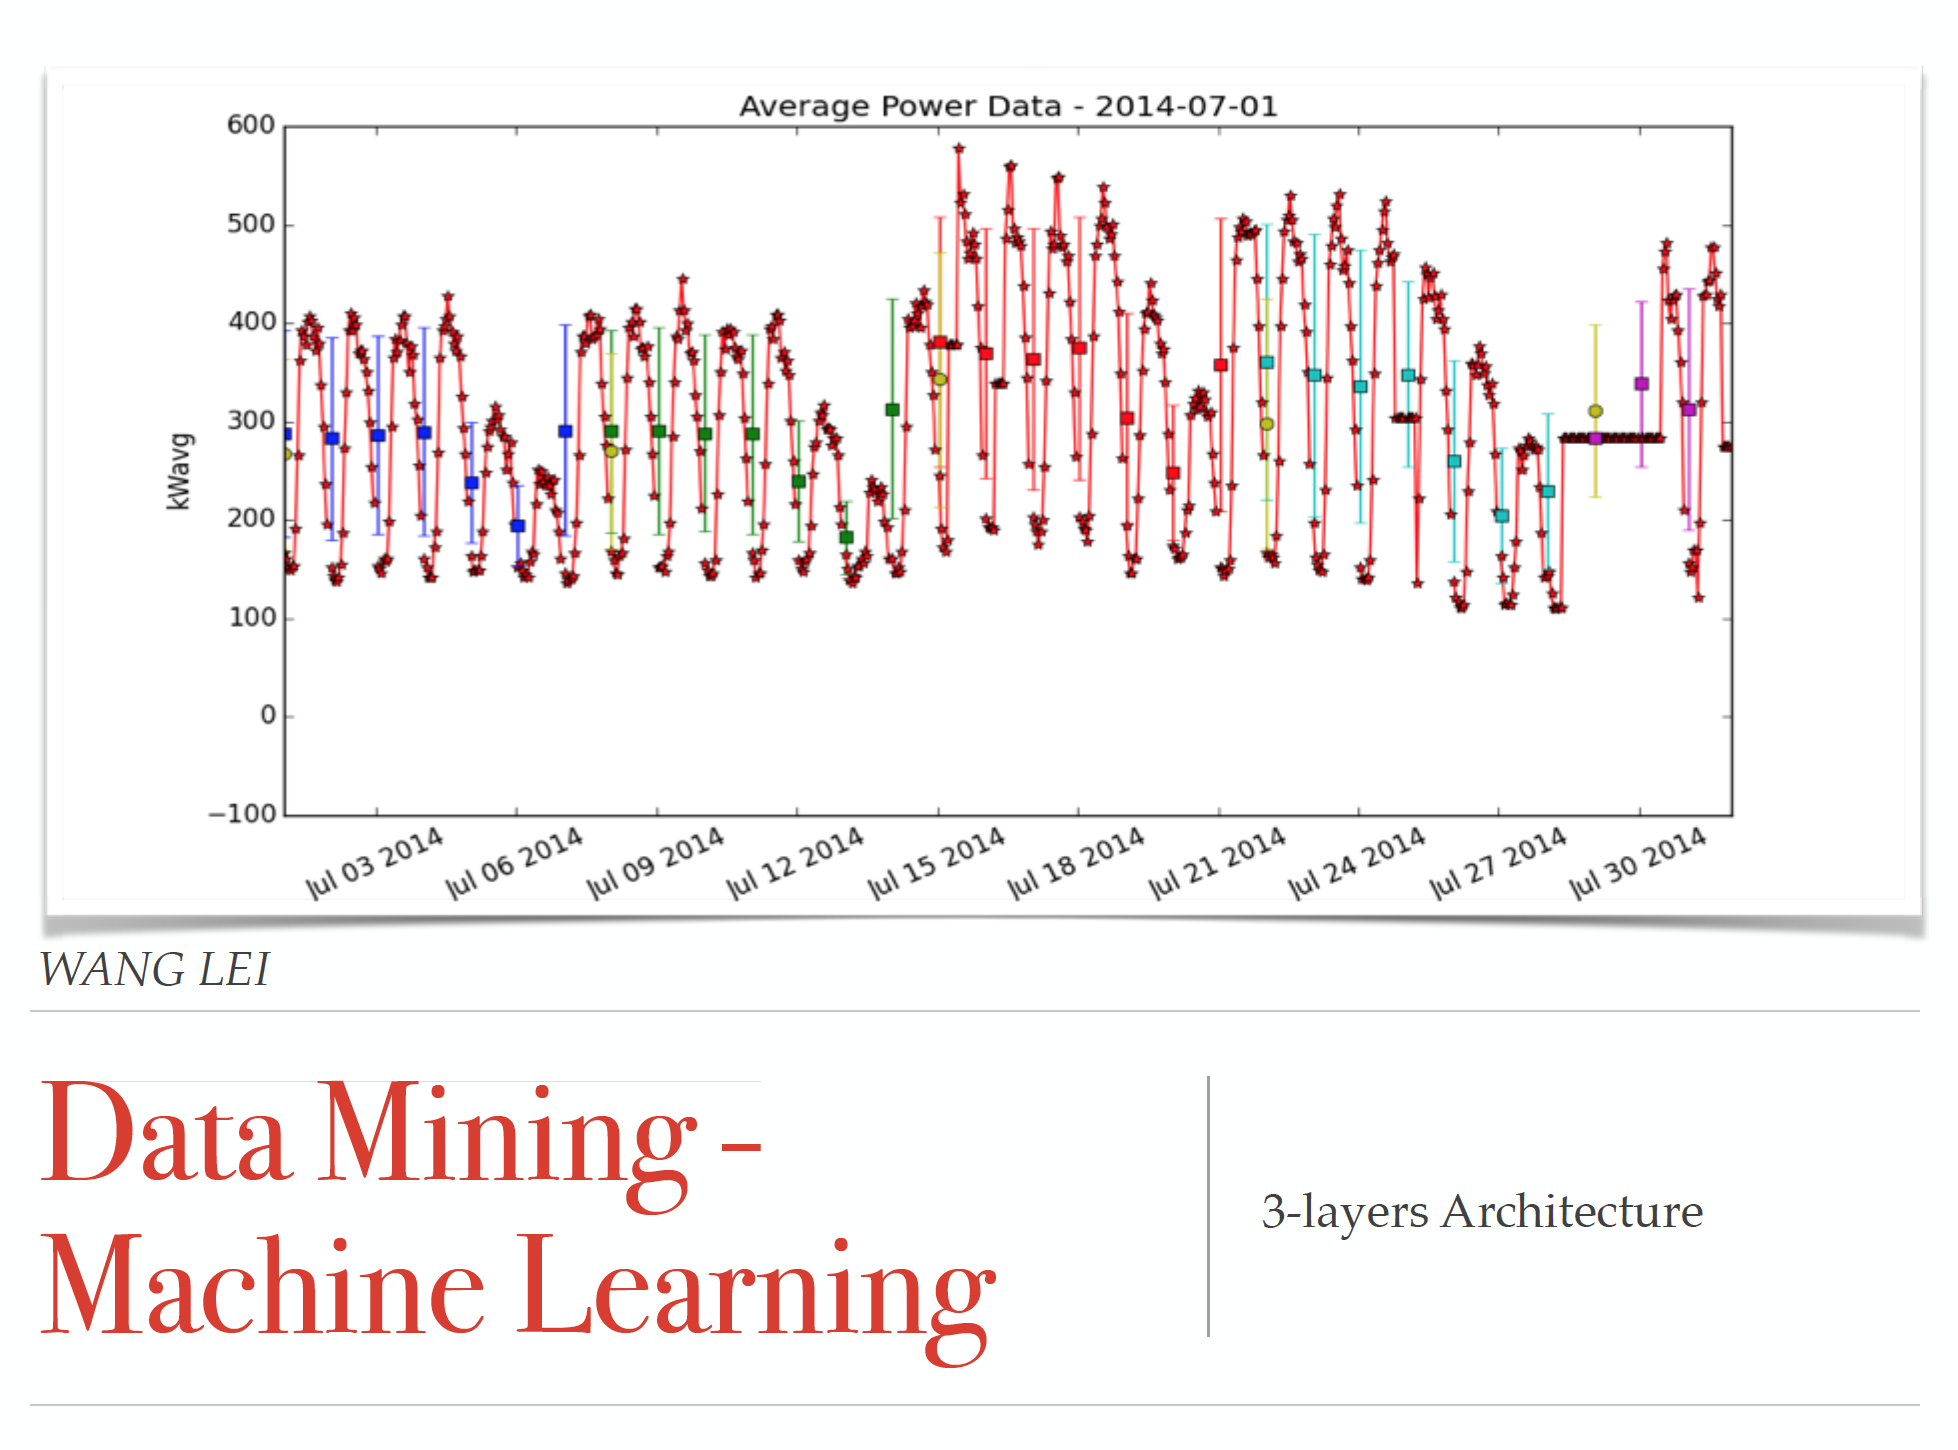 Average Power Data - 2014-07-01
600
500
400
300
200
100
0
−100
kWavg
Jul 03 2014
Jul 06 2014
Jul 09 2014
Jul 12 2014
Jul 15 2014
Jul 18 2014
Jul 21 2014
Jul 24 2014
Jul 27 2014
Jul 30 2014
WANG LEI
Data Mining -
Machine Learning
3-layers Architecture